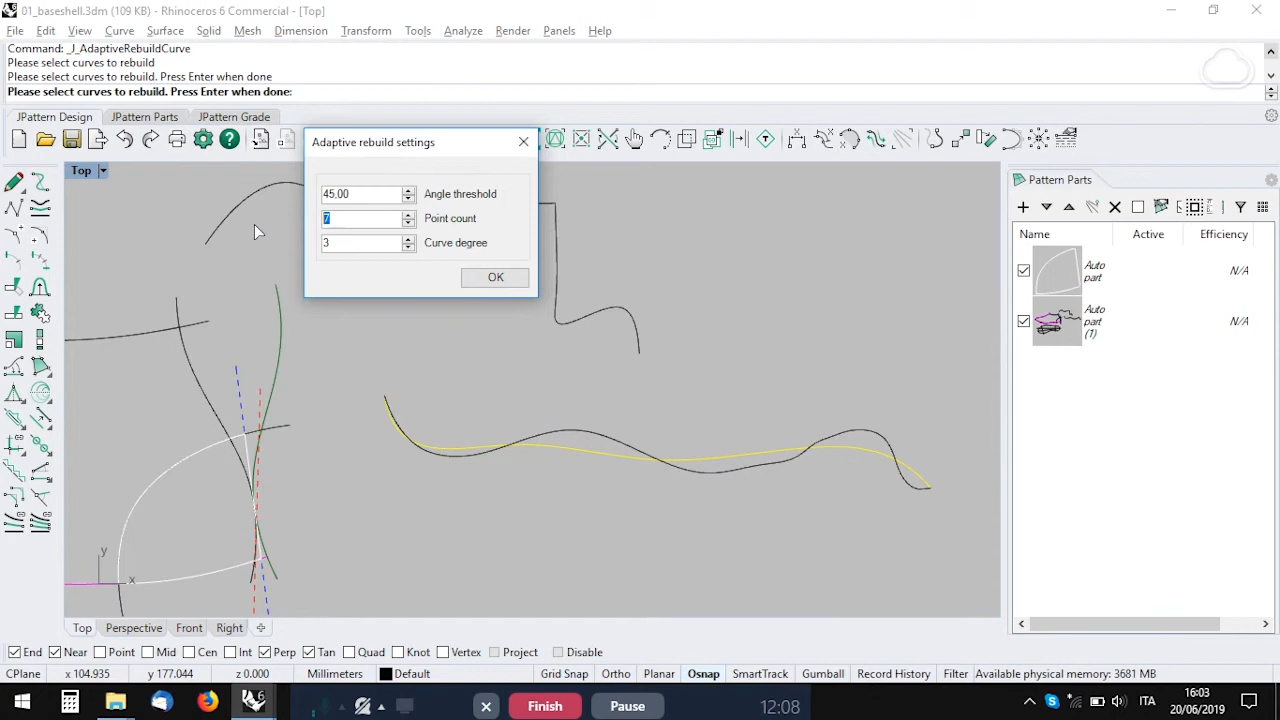 01_baseshell.3dm (109 KB) - Rhinoceros 6 Commercial - [Top]
File Edit View Curve Surface Solid Mesh Dimension Transform Tools Analyze Render Panels Help
Command: _J_AdaptiveRebuildCurve
Please select curves to rebuild
Please select curves to rebuild. Press Enter when done
Please select curves to rebuild. Press Enter when done:
JPattern Design JPattern Parts JPattern Grade
Adaptive rebuild settings
45,00 Angle threshold
7 Point count
3 Curve degree
OK
Top
Pattern Parts
Name Active Efficiency
Auto
part
N/A
Auto
part
(1)
N/A
y
x
Top Perspective Front Right
End Near Point Mid Cen Int Perp Tan Quad Knot Vertex Project Disable
CPlane x 104.935 y 177.044 z 0.000 Millimeters Default Grid Snap Ortho Planar Osnap SmartTrack Gumball Record History Filter Available physical memory: 3681 MB
Finish Pause 12:08
ITA
16:03
20/06/2019